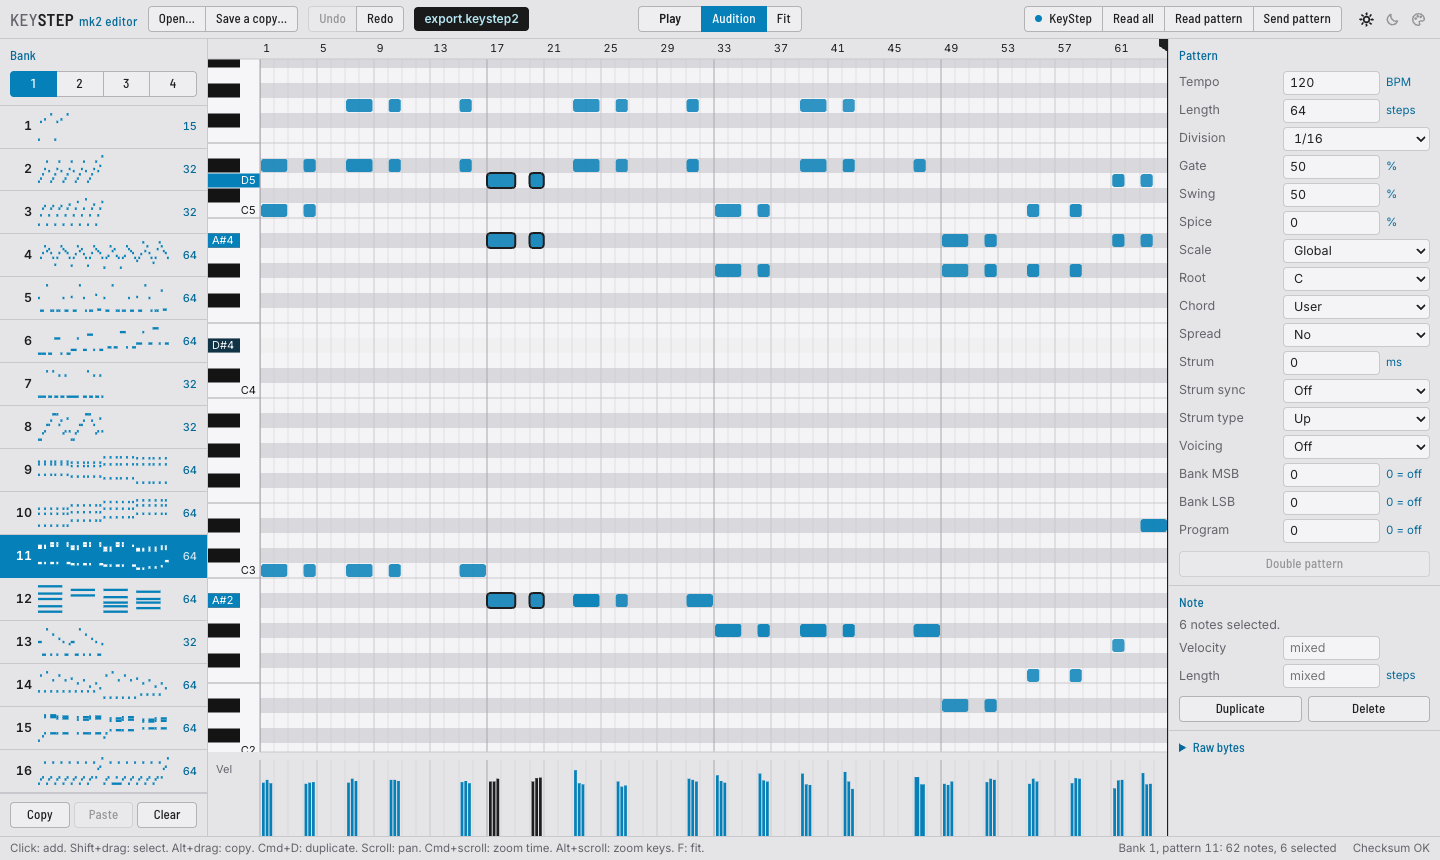 KEYSTEP mk2 editor Open... Save a copy... Undo Redo export.keystep2 Play Audition Fit KeyStep Read all Read pattern Send pattern
Bank
1 2 3 4
1 15
2 32
3 32
4 64
5 64
6 64
7 32
8 32
9 64
10 64
11 64
12 64
13 32
14 64
15 64
16 64
Copy Paste Clear
1 5 9 13 17 21 25 29 33 37 41 45 49 53 57 61
D5
C5
A#4
D#4
C4
C3
A#2
C2
Vel
Pattern
Tempo 120 BPM
Length 64 steps
Division 1/16
Gate 50 %
Swing 50 %
Spice 0 %
Scale Global
Root C
Chord User
Spread No
Strum 0 ms
Strum sync Off
Strum type Up
Voicing Off
Bank MSB 0 0 = off
Bank LSB 0 0 = off
Program 0 0 = off
Double pattern
Note
6 notes selected.
Velocity mixed
Length mixed steps
Duplicate Delete
Raw bytes
Click: add. Shift+drag: select. Alt+drag: copy. Cmd+D: duplicate. Scroll: pan. Cmd+scroll: zoom time. Alt+scroll: zoom keys. F: fit. Bank 1, pattern 11: 62 notes, 6 selected Checksum OK